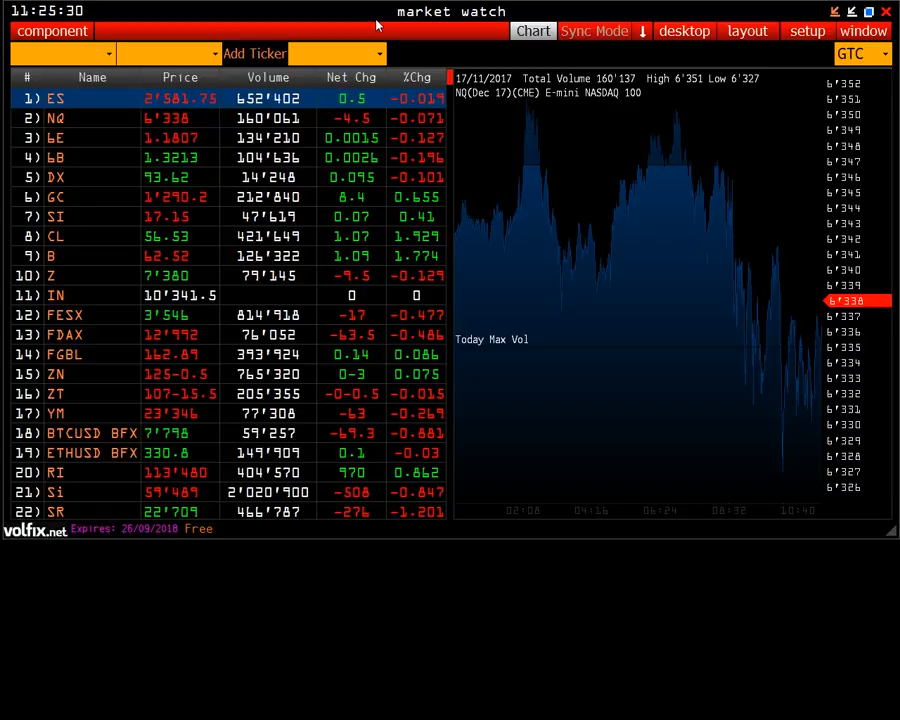 11:25:30 market watch
component Chart Sync Mode ↓ desktop layout setup window
Add Ticker GTC
# Name Price Volume Net Chg %Chg
1) ES 2'581.75 652'402 0.5 -0.019
2) NQ 6'338 160'061 -4.5 -0.071
3) 6E 1.1807 134'210 0.0015 -0.127
4) 6B 1.3213 104'636 0.0026 -0.196
5) DX 93.62 14'248 0.095 -0.101
6) GC 1'290.2 212'840 8.4 0.655
7) SI 17.15 47'619 0.07 0.41
8) CL 56.53 421'649 1.07 1.929
9) B 62.52 126'322 1.09 1.774
10) Z 7'380 79'145 -9.5 -0.129
11) IN 10'341.5 0 0
12) FESX 3'546 814'918 -17 -0.477
13) FDAX 12'992 76'052 -63.5 -0.486
14) FGBL 162.89 393'924 0.14 0.086
15) ZN 125-0.5 765'320 0-3 0.075
16) ZT 107-15.5 205'355 -0-0.5 -0.015
17) YM 23'346 77'308 -63 -0.269
18) BTCUSD BFX 7'798 59'257 -69.3 -0.881
19) ETHUSD BFX 330.8 149'909 0.1 -0.03
20) RI 113'480 404'570 970 0.862
21) Si 59'489 2'020'900 -508 -0.847
22) SR 22'709 466'787 -276 -1.201
17/11/2017 Total Volume 160'137 High 6'351 Low 6'327
NQ(Dec 17)(CME) E-mini NASDAQ 100
Today Max Vol
6'352
6'351
6'350
6'349
6'348
6'347
6'346
6'345
6'344
6'343
6'342
6'341
6'340
6'339
6'338
6'337
6'336
6'335
6'334
6'333
6'332
6'331
6'330
6'329
6'328
6'327
6'326
02:08 04:16 06:24 08:32 10:40
volfix.net Expires: 26/09/2018 Free